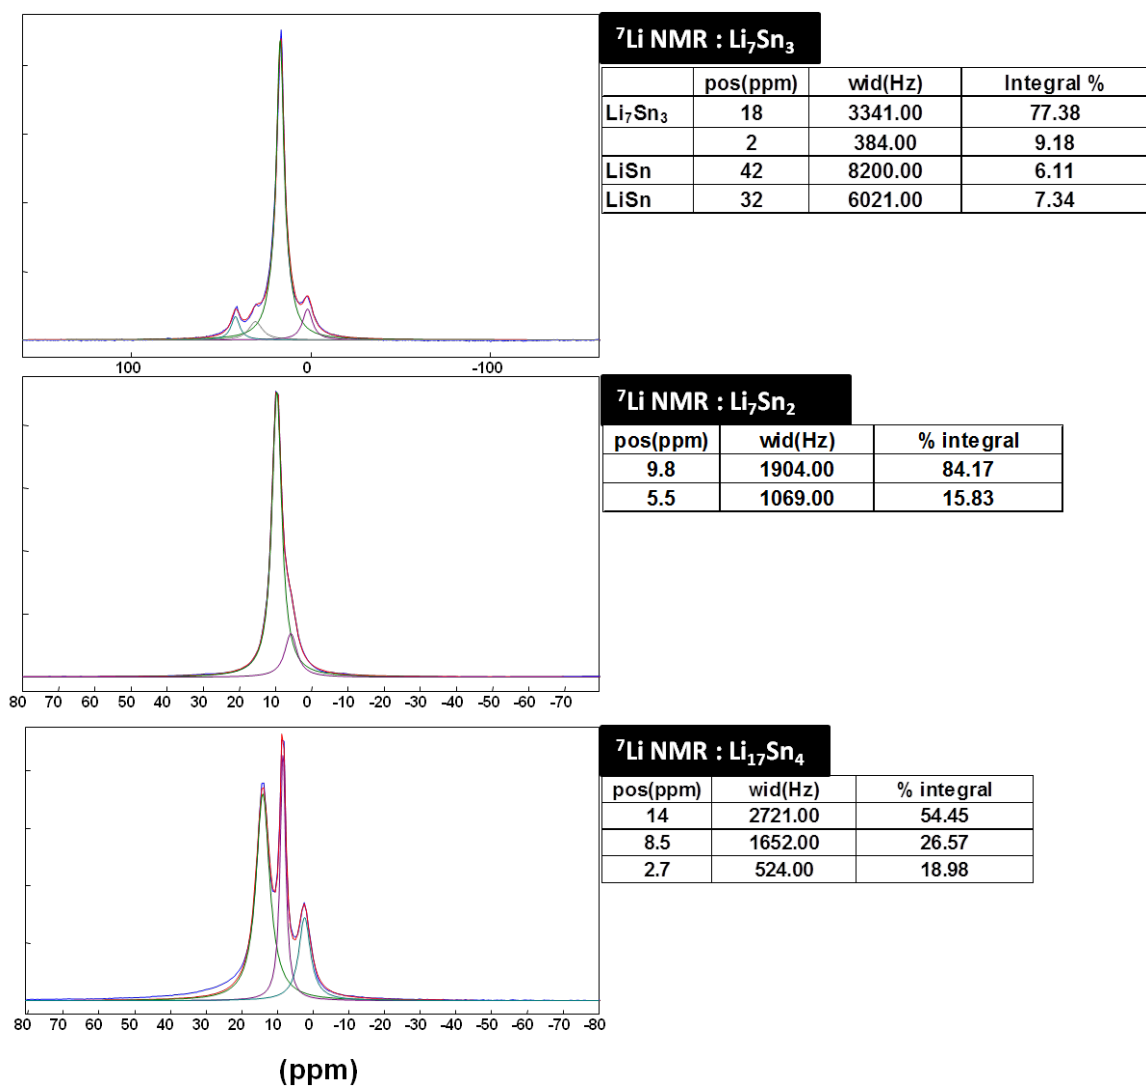 ⁷Li NMR : Li₇Sn₃
pos(ppm) wid(Hz) Integral %
Li₇Sn₃ 18 3341.00 77.38
2 384.00 9.18
LiSn 42 8200.00 6.11
LiSn 32 6021.00 7.34
100 0 -100
⁷Li NMR : Li₇Sn₂
pos(ppm) wid(Hz) % integral
9.8 1904.00 84.17
5.5 1069.00 15.83
80 70 60 50 40 30 20 10 0 -10 -20 -30 -40 -50 -60 -70
⁷Li NMR : Li₁₇Sn₄
pos(ppm) wid(Hz) % integral
14 2721.00 54.45
8.5 1652.00 26.57
2.7 524.00 18.98
80 70 60 50 40 30 20 10 0 -10 -20 -30 -40 -50 -60 -70 -80
(ppm)